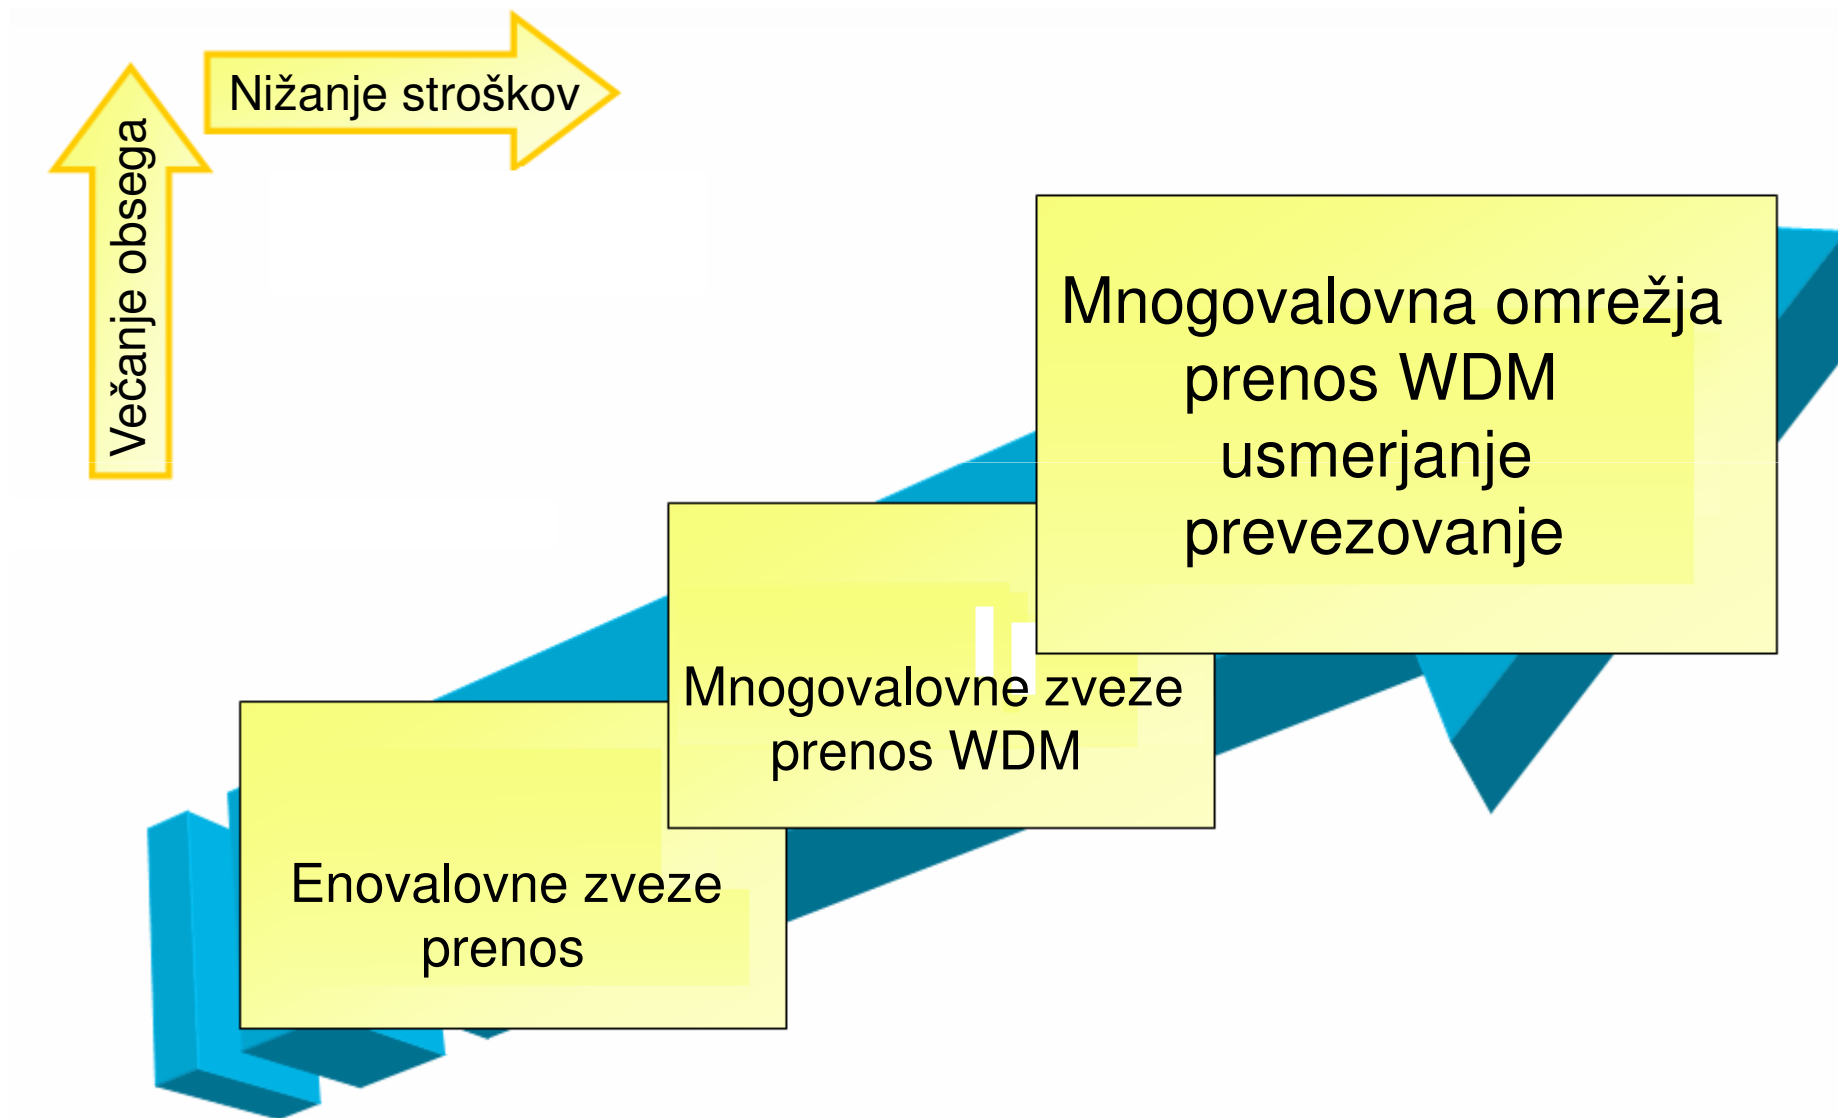 Nižanje stroškov
Večanje obsega
Mnogovalovna omrežja
prenos WDM
usmerjanje
prevezovanje
Mnogovalovne zveze
prenos WDM
Enovalovne zveze
prenos